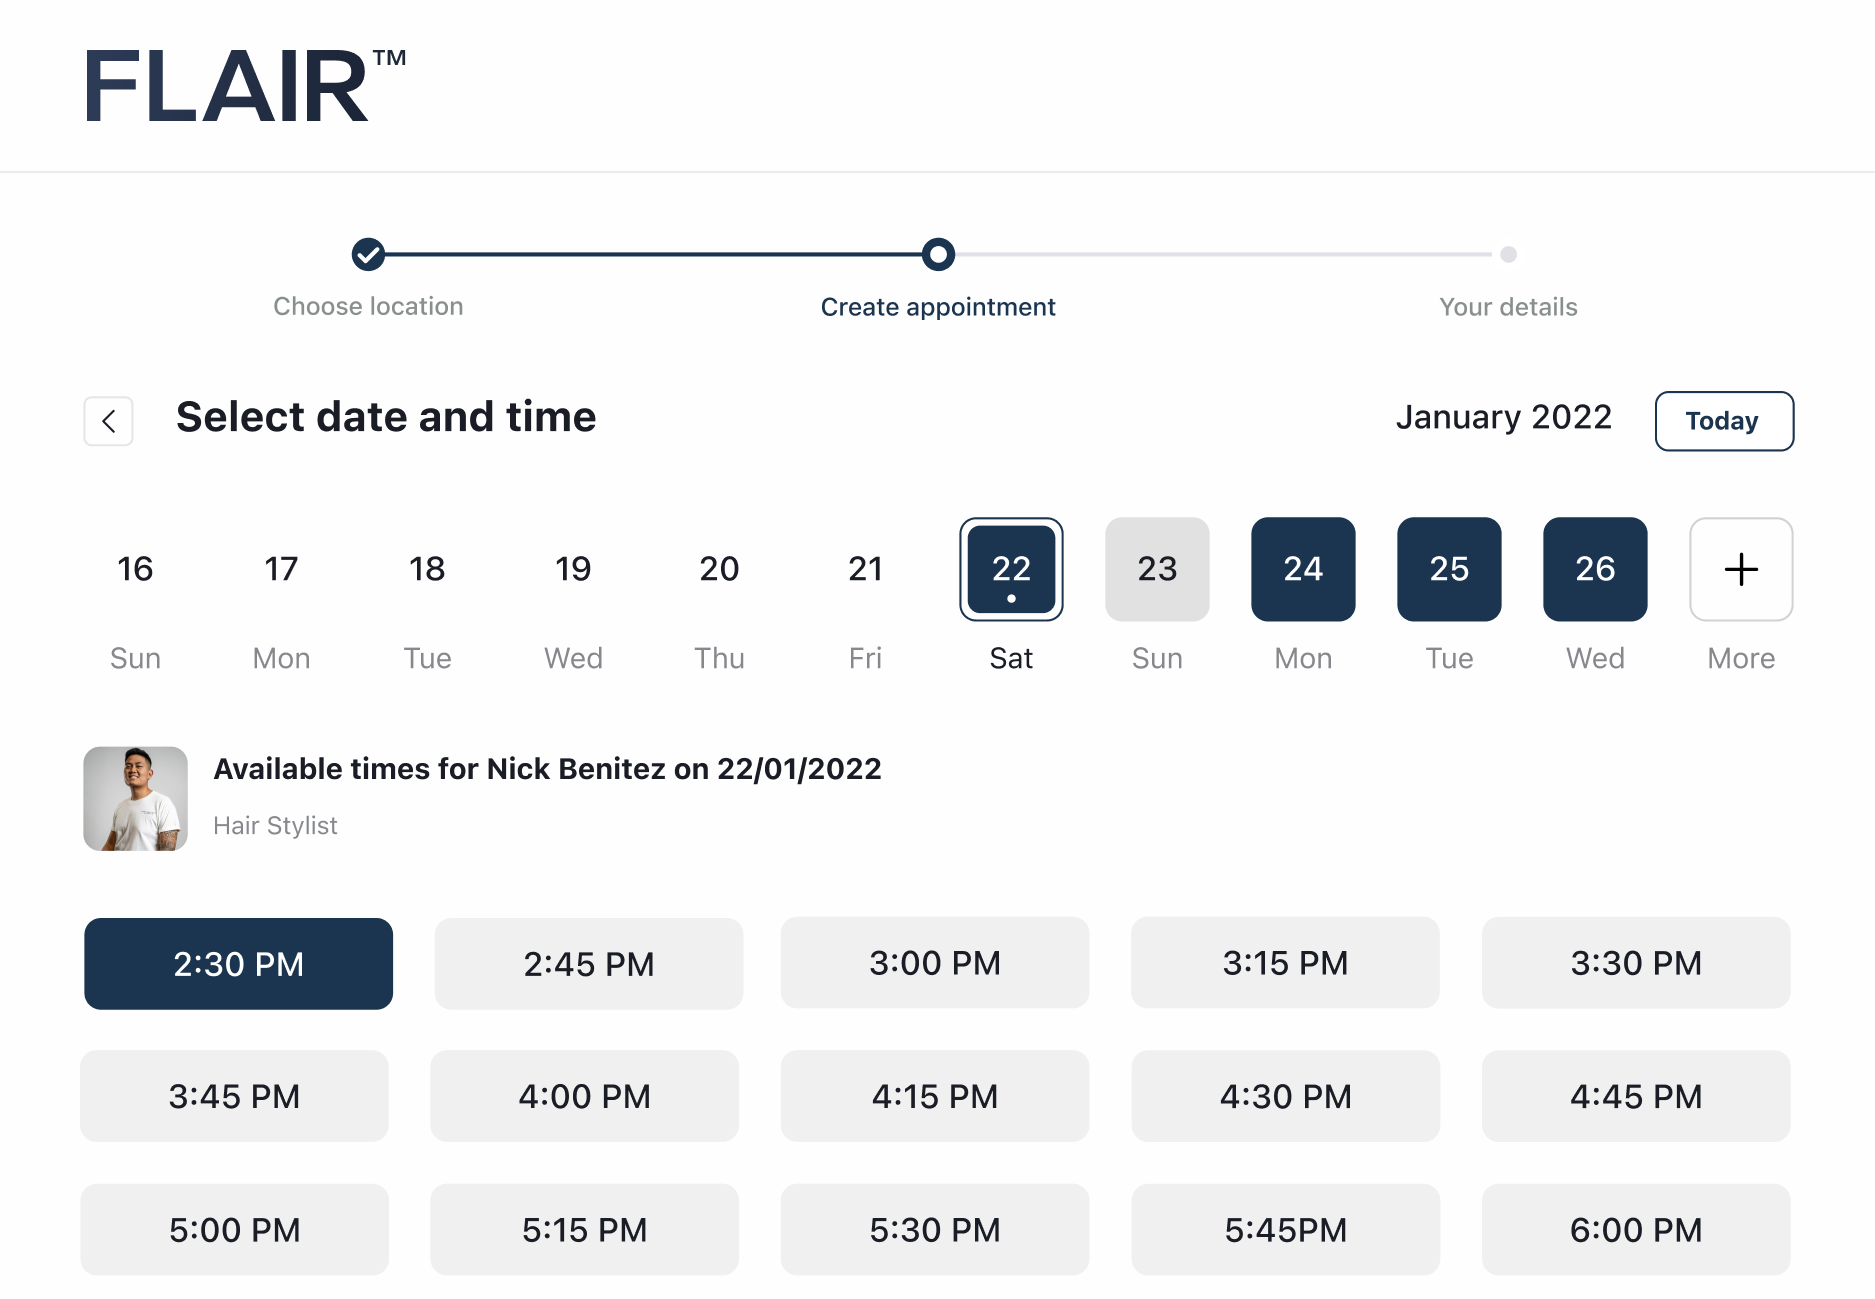 FLAIR™
Choose location
Create appointment
Your details
Select date and time
January 2022
Today
16 17 18 19 20 21 22 23 24 25 26 +
Sun Mon Tue Wed Thu Fri Sat Sun Mon Tue Wed More
Available times for Nick Benitez on 22/01/2022
Hair Stylist
2:30 PM 2:45 PM 3:00 PM 3:15 PM 3:30 PM
3:45 PM 4:00 PM 4:15 PM 4:30 PM 4:45 PM
5:00 PM 5:15 PM 5:30 PM 5:45PM 6:00 PM